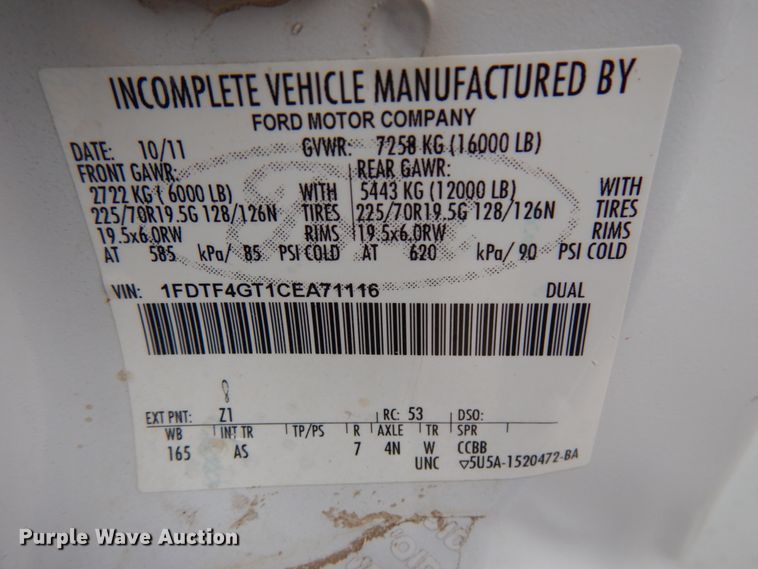 INCOMPLETE VEHICLE MANUFACTURED BY
FORD MOTOR COMPANY
DATE: 10/11 GVWR: 7258 KG (16000 LB)
FRONT GAWR: REAR GAWR:
2722 KG ( 6000 LB) WITH 5443 KG (12000 LB) WITH
225/70R19.5G 128/126N TIRES 225/70R19.5G 128/126N TIRES
19.5x6.0RW RIMS 19.5x6.0RW RIMS
AT 585 kPa/ 85 PSI COLD AT 620 kPa/ 90 PSI COLD
VIN: 1FDTF4GT1CEA71116 DUAL
EXT PNT: Z1 RC: 53 DSO:
WB INT TR TP/PS R AXLE TR SPR
165 AS 7 4N W CCBB
UNC ▽5U5A-1520472-BA
Purple Wave Auction